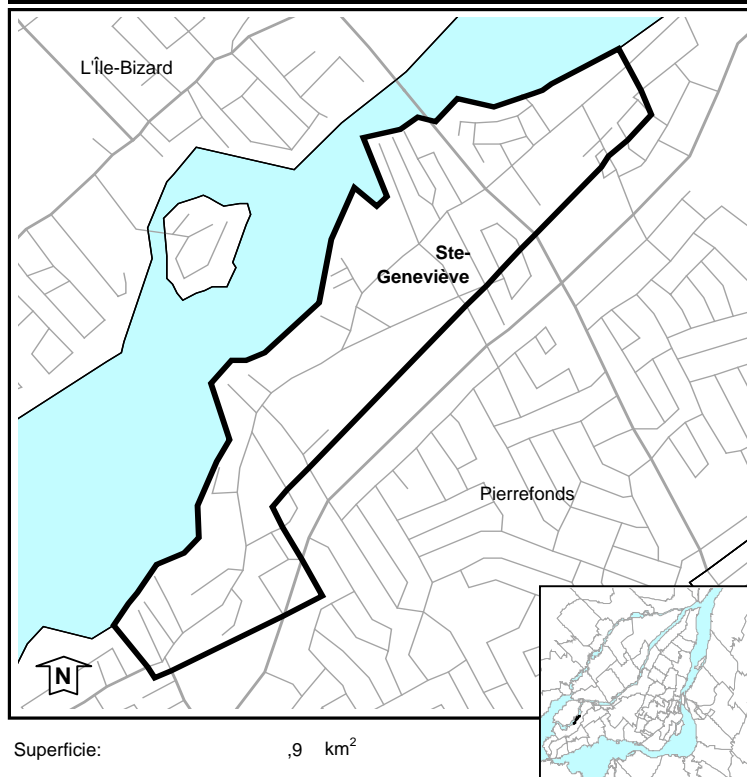 L'Île-Bizard
Ste-
Geneviève
Pierrefonds
N
Superficie: ,9 km²